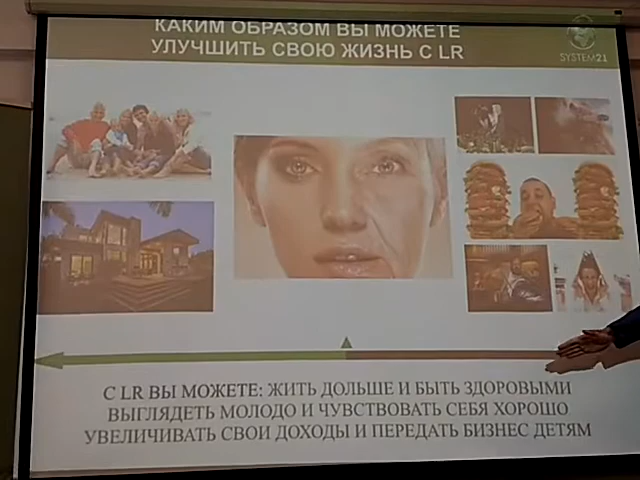 КАКИМ ОБРАЗОМ ВЫ МОЖЕТЕ
УЛУЧШИТЬ СВОЮ ЖИЗНЬ С LR
SYSTEM21
С LR ВЫ МОЖЕТЕ: ЖИТЬ ДОЛЬШЕ И БЫТЬ ЗДОРОВЫМИ
ВЫГЛЯДЕТЬ МОЛОДО И ЧУВСТВОВАТЬ СЕБЯ ХОРОШО
УВЕЛИЧИВАТЬ СВОИ ДОХОДЫ И ПЕРЕДАТЬ БИЗНЕС ДЕТЯМ